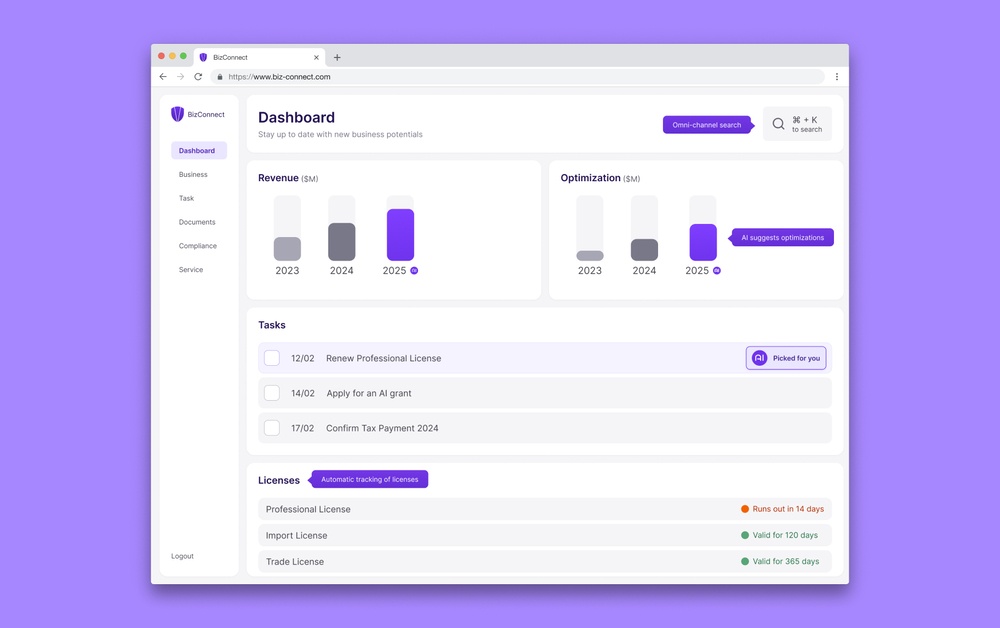 BizConnect
https://www.biz-connect.com
BizConnect
Dashboard
Business
Task
Documents
Compliance
Service
Logout
Dashboard
Stay up to date with new business potentials
Omni-channel search
⌘ + K
to search
Revenue ($M)
2023 2024 2025
Optimization ($M)
2023 2024 2025
AI suggests optimizations
Tasks
12/02 Renew Professional License
AI Picked for you
14/02 Apply for an AI grant
17/02 Confirm Tax Payment 2024
Licenses
Automatic tracking of licenses
Professional License Runs out in 14 days
Import License Valid for 120 days
Trade License Valid for 365 days